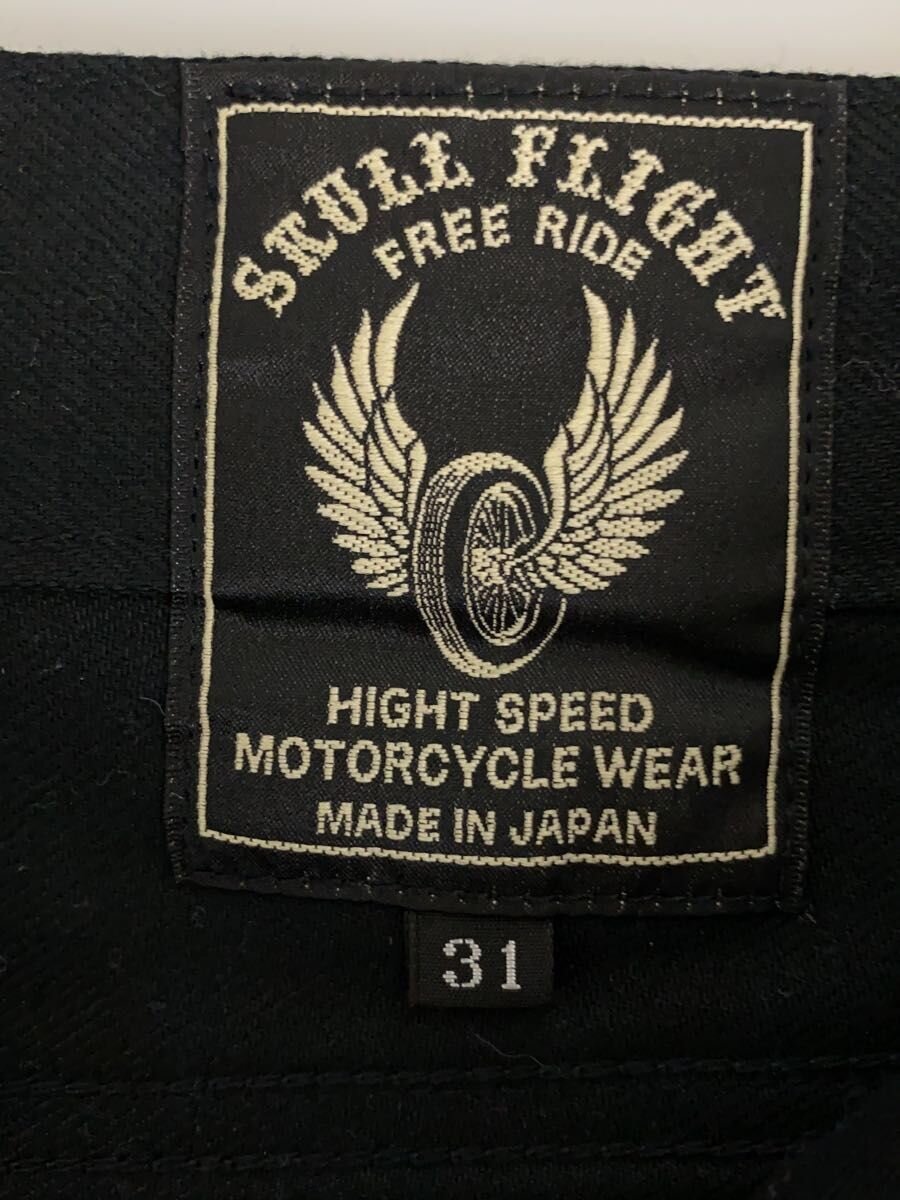 SKULL FLIGHT
FREE RIDE
HIGHT SPEED
MOTORCYCLE WEAR
MADE IN JAPAN
31